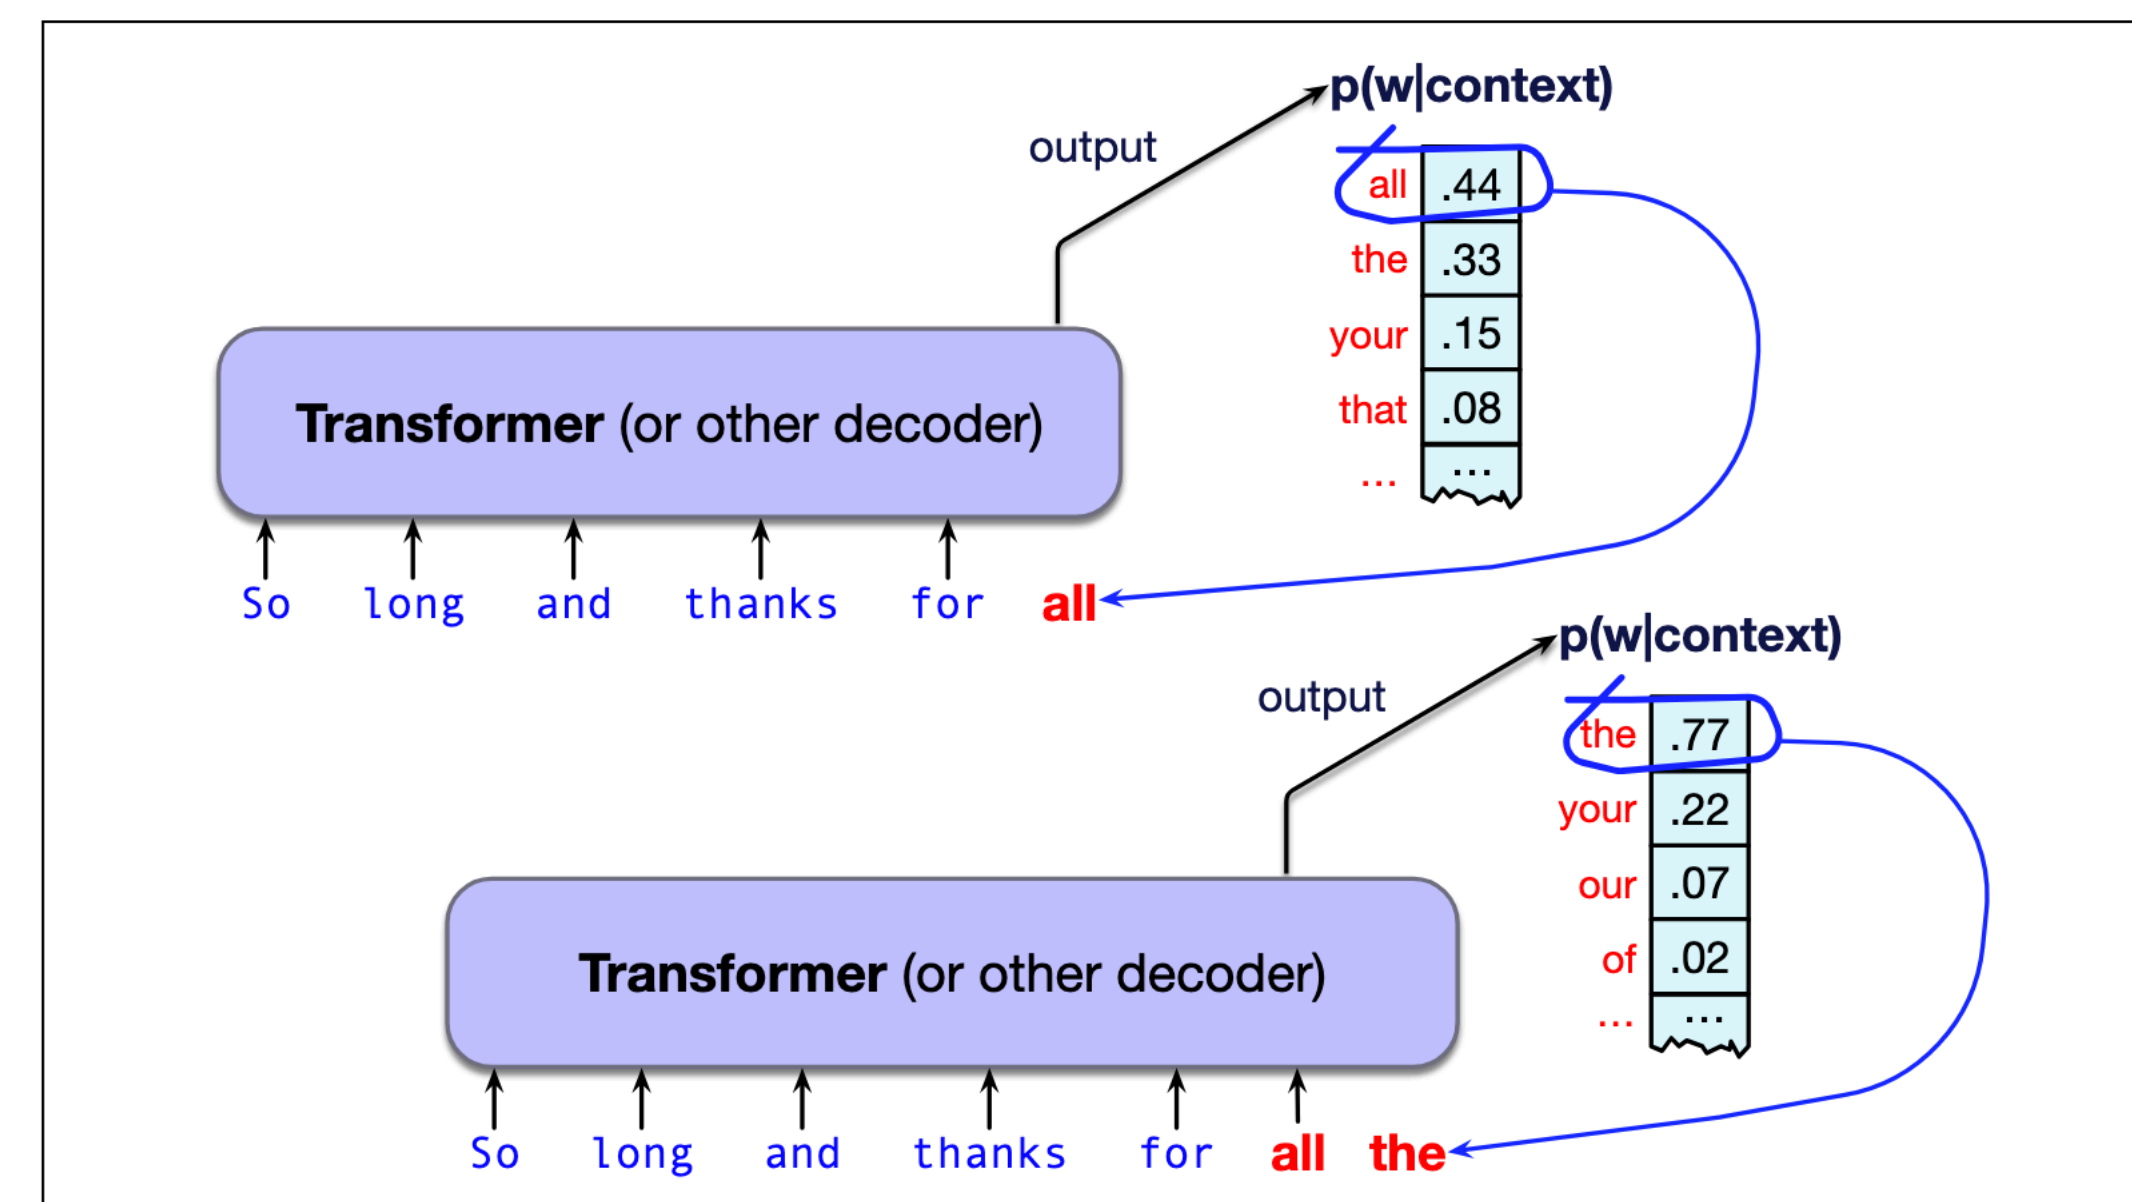 p(w|context)
output
all .44
the .33
your .15
that .08
... ...
Transformer (or other decoder)
So long and thanks for all
p(w|context)
output
the .77
your .22
our .07
of .02
... ...
Transformer (or other decoder)
So long and thanks for all the